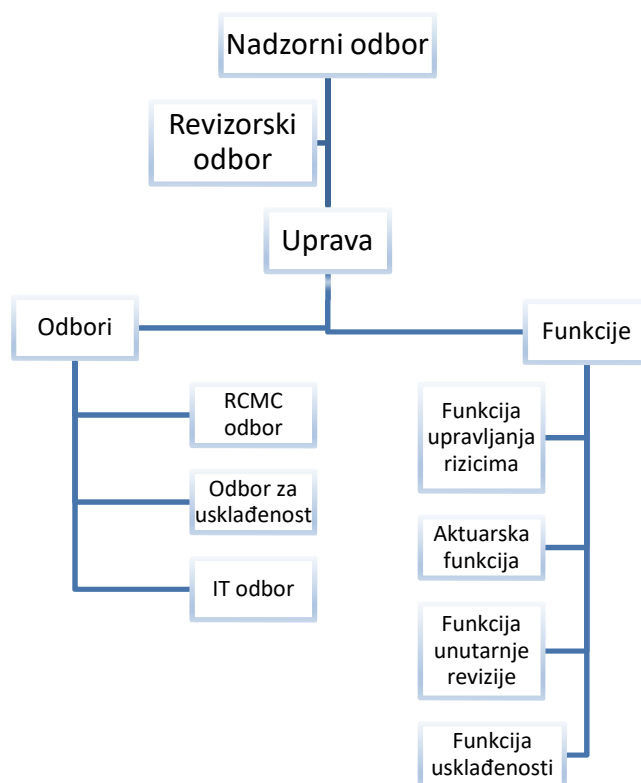 Nadzorni odbor
Revizorski
odbor
Uprava
Odbori
Funkcije
RCMC
odbor
Odbor za
usklađenost
IT odbor
Funkcija
upravljanja
rizicima
Aktuarska
funkcija
Funkcija
unutarnje
revizije
Funkcija
usklađenosti